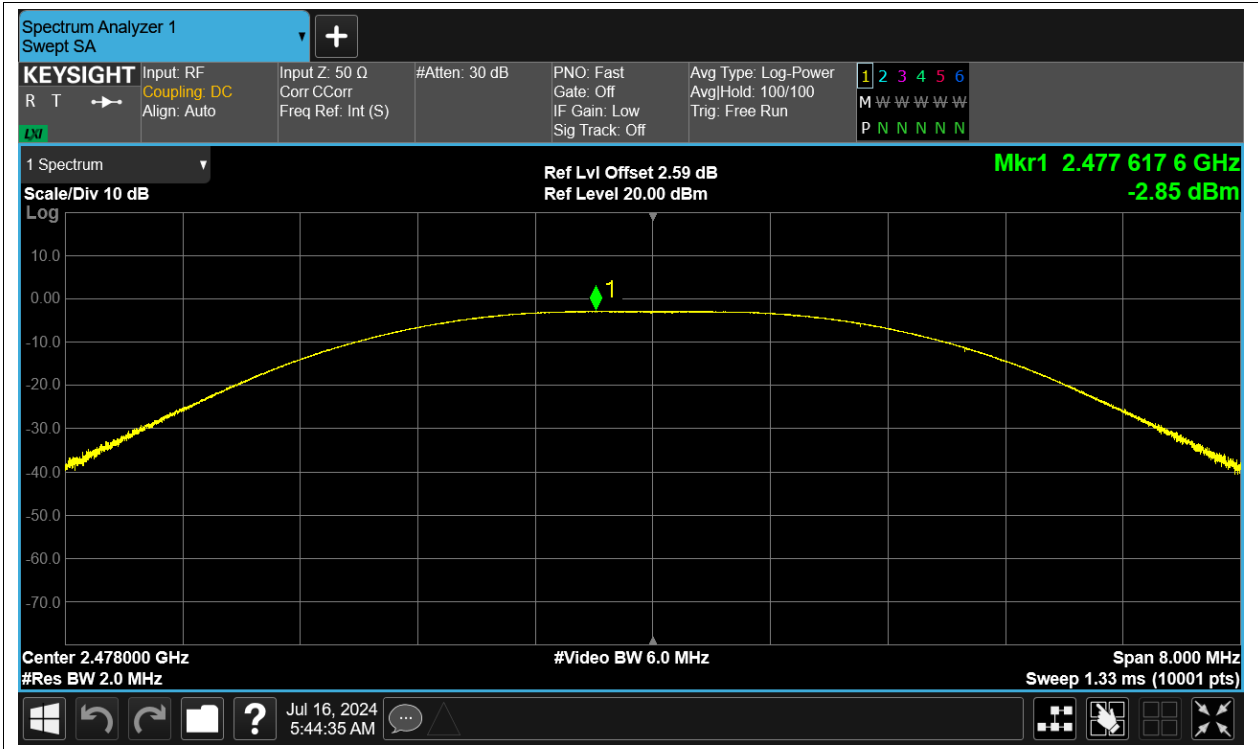 Spectrum Analyzer 1
Swept SA
+
KEYSIGHT
R T
LXI
Input: RF
Coupling: DC
Align: Auto
Input Z: 50 Ω
Corr CCorr
Freq Ref: Int (S)
#Atten: 30 dB
PNO: Fast
Gate: Off
IF Gain: Low
Sig Track: Off
Avg Type: Log-Power
Avg|Hold: 100/100
Trig: Free Run
1 2 3 4 5 6
M W W W W W
P N N N N N
1 Spectrum
Scale/Div 10 dB
Log
Ref Lvl Offset 2.59 dB
Ref Level 20.00 dBm
Mkr1 2.477 617 6 GHz
-2.85 dBm
10.0
0.00
-10.0
-20.0
-30.0
-40.0
-50.0
-60.0
-70.0
1
Center 2.478000 GHz
#Res BW 2.0 MHz
#Video BW 6.0 MHz
Span 8.000 MHz
Sweep 1.33 ms (10001 pts)
?
Jul 16, 2024
5:44:35 AM